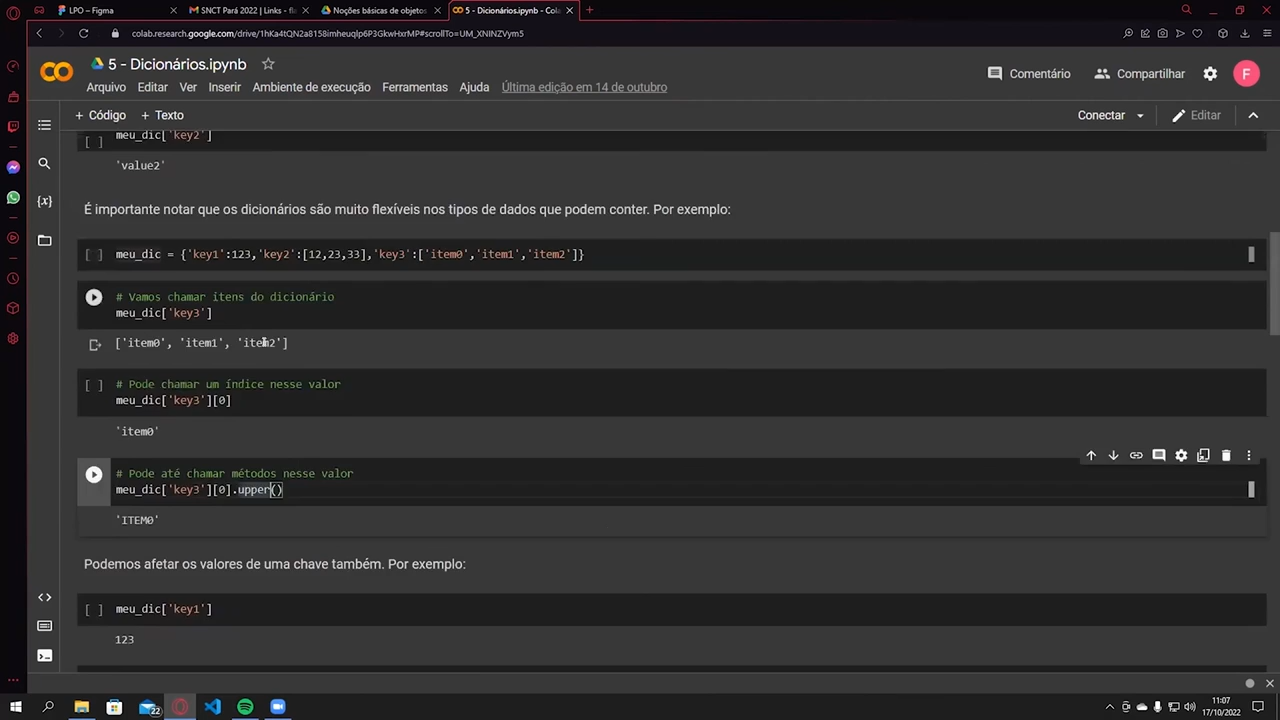 LPO – Figma
SNCT Pará 2022 | Links - fl
Noções básicas de objetos
5 - Dicionários.ipynb - Cola
colab.research.google.com/drive/1hKa4tQN2a8158imheuqIp6P3GkwHxrMP#scrollTo=UM_XNINZVym5
5 - Dicionários.ipynb
Comentário
Compartilhar
F
Arquivo Editar Ver Inserir Ambiente de execução Ferramentas Ajuda Última edição em 14 de outubro
+ Código + Texto
Conectar
Editar
[ ] meu_dic['key2']
'value2'
É importante notar que os dicionários são muito flexíveis nos tipos de dados que podem conter. Por exemplo:
[ ] meu_dic = {'key1':123,'key2':[12,23,33],'key3':['item0','item1','item2']}
# Vamos chamar itens do dicionário
meu_dic['key3']
['item0', 'item1', 'item2']
[ ] # Pode chamar um índice nesse valor
meu_dic['key3'][0]
'item0'
# Pode até chamar métodos nesse valor
meu_dic['key3'][0].upper()
'ITEM0'
Podemos afetar os valores de uma chave também. Por exemplo:
[ ] meu_dic['key1']
123
22
11:07
17/10/2022